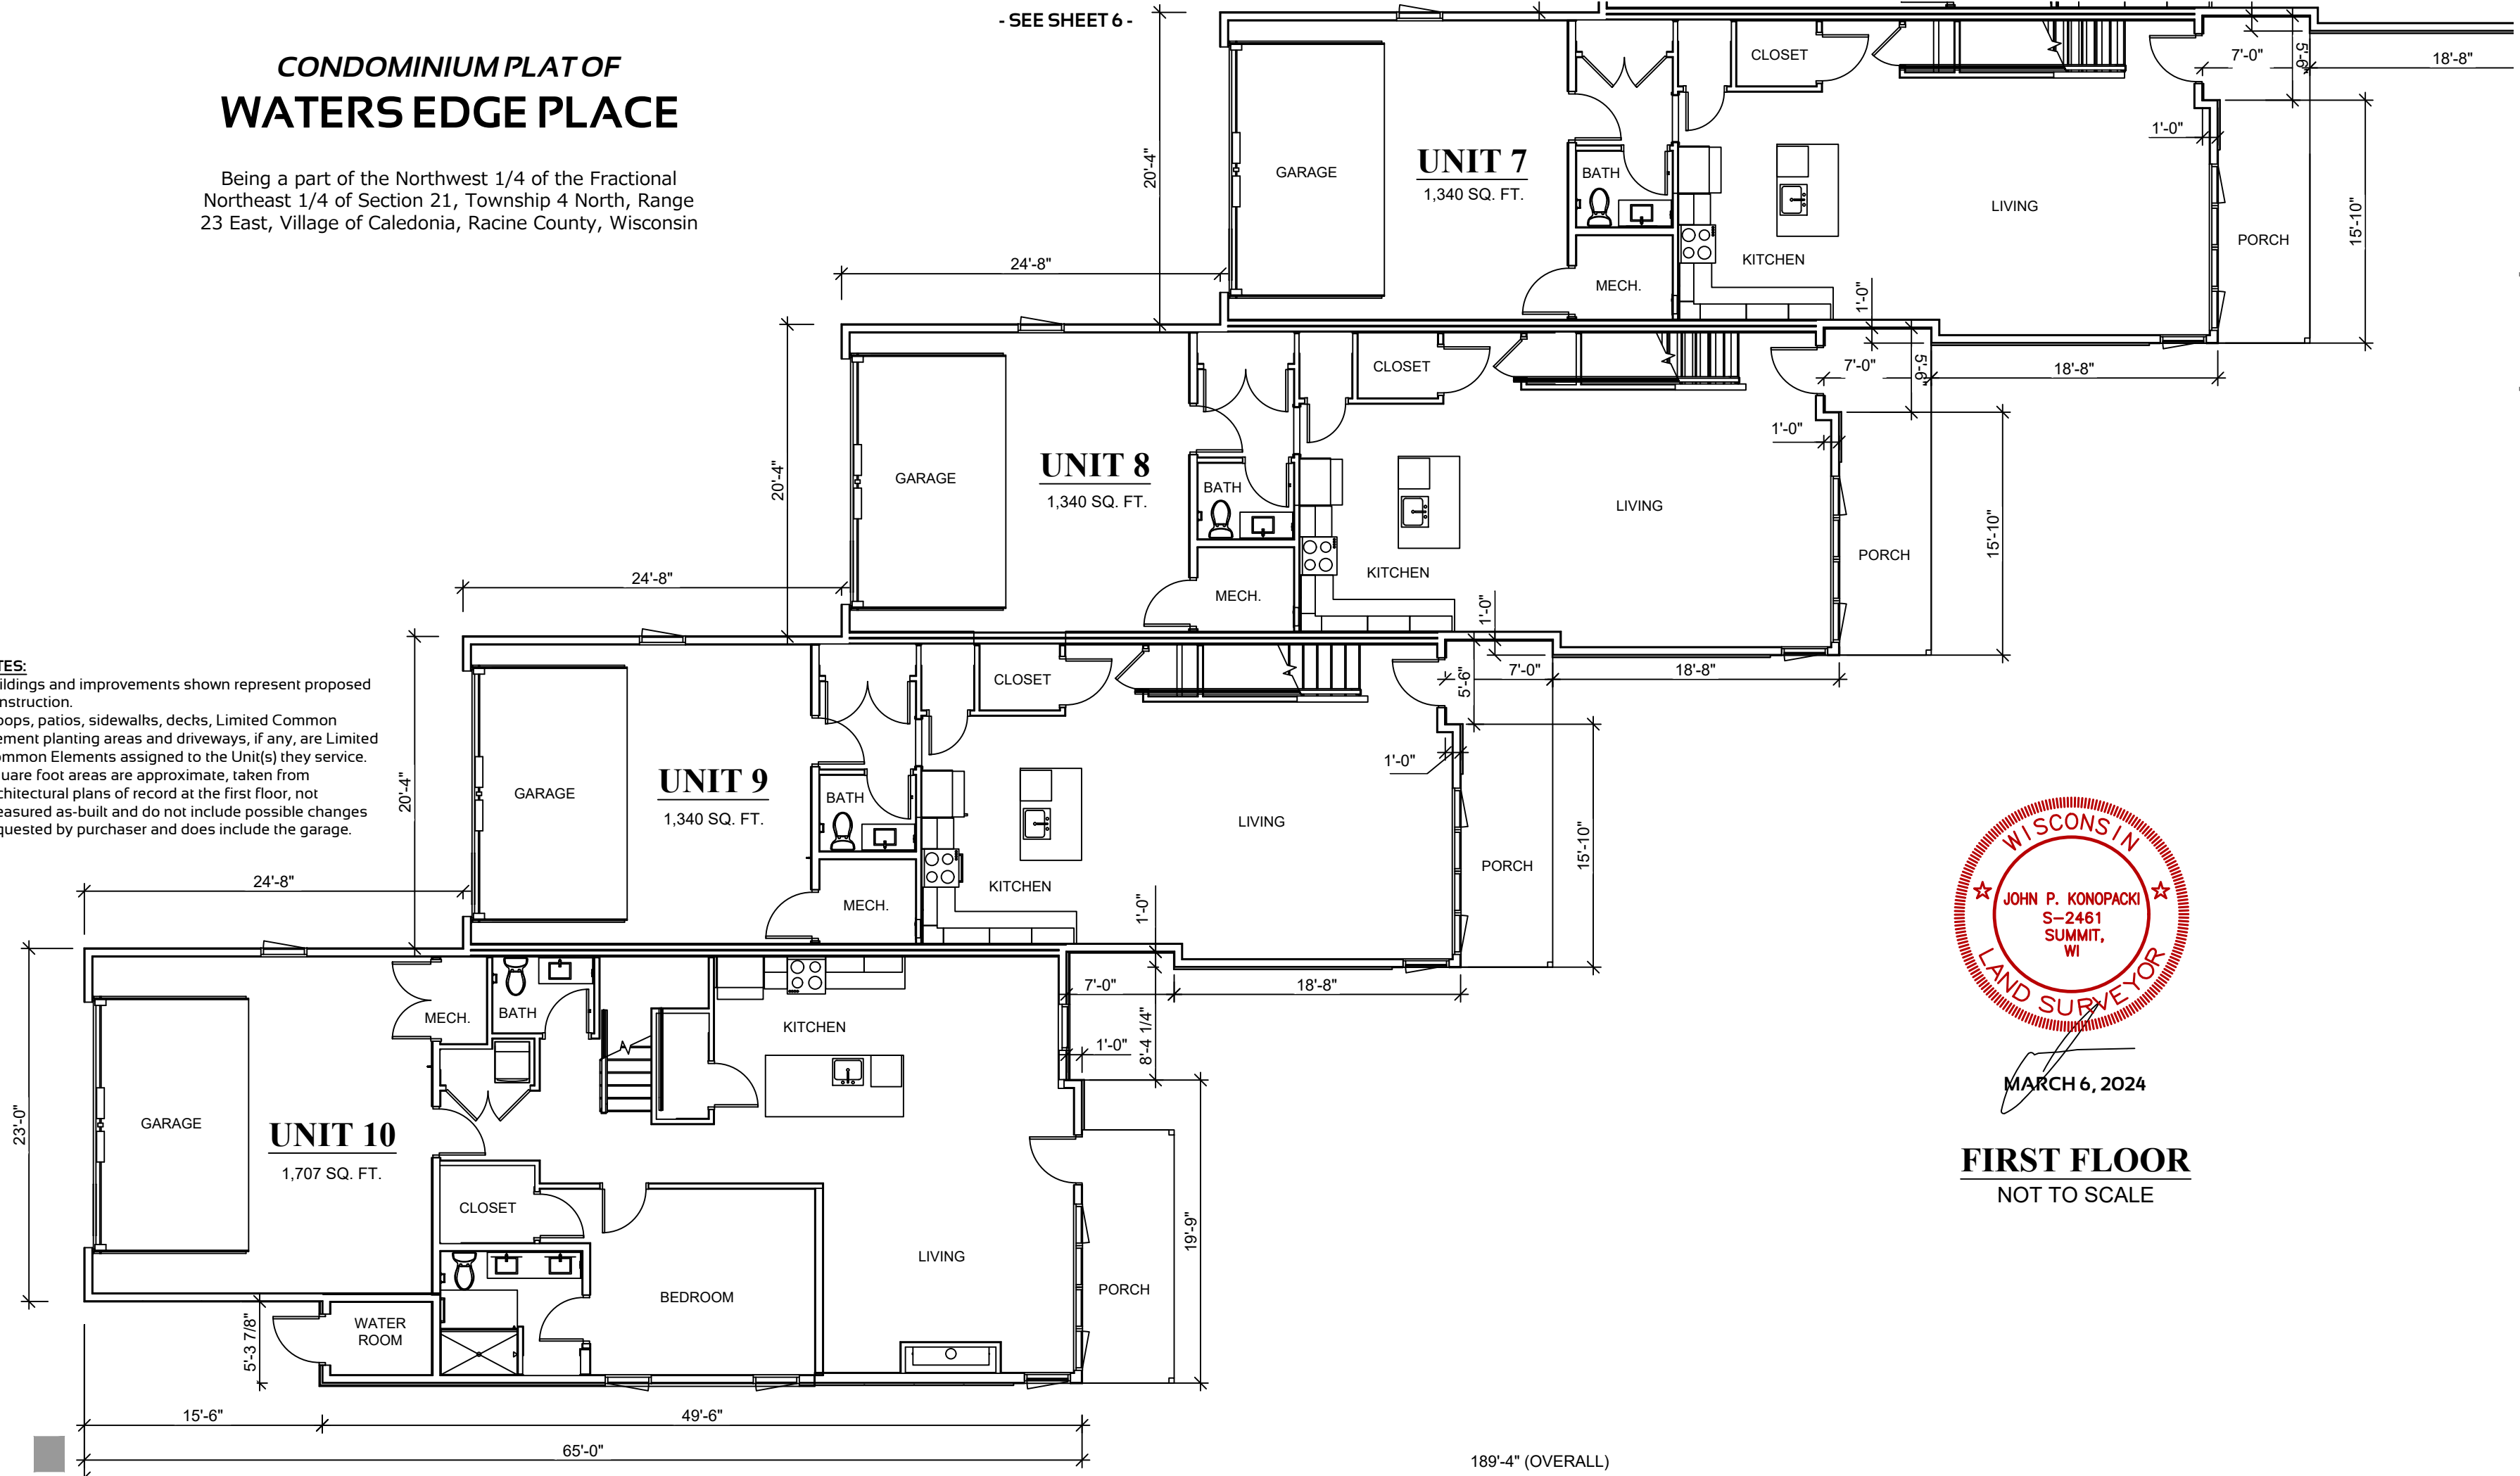 - SEE SHEET 6 -
CONDOMINIUM PLAT OF
WATERS EDGE PLACE
Being a part of the Northwest 1/4 of the Fractional
Northeast 1/4 of Section 21, Township 4 North, Range
23 East, Village of Caledonia, Racine County, Wisconsin
20'-4"
GARAGE
UNIT 7
1,340 SQ. FT.
BATH
MECH.
CLOSET
KITCHEN
LIVING
PORCH
7'-0"
5'-6"
18'-8"
1'-0"
15'-10"
1'-0"
24'-8"
20'-4"
GARAGE
UNIT 8
1,340 SQ. FT.
BATH
MECH.
CLOSET
KITCHEN
LIVING
PORCH
7'-0"
5'-6"
18'-8"
1'-0"
15'-10"
1'-0"
24'-8"
20'-4"
GARAGE
UNIT 9
1,340 SQ. FT.
BATH
MECH.
CLOSET
KITCHEN
LIVING
PORCH
5'-6"
7'-0"
18'-8"
1'-0"
15'-10"
1'-0"
TES:
ildings and improvements shown represent proposed
nstruction.
oops, patios, sidewalks, decks, Limited Common
ement planting areas and driveways, if any, are Limited
ommon Elements assigned to the Unit(s) they service.
uare foot areas are approximate, taken from
chitectural plans of record at the first floor, not
easured as-built and do not include possible changes
quested by purchaser and does include the garage.
24'-8"
23'-0"
GARAGE
UNIT 10
1,707 SQ. FT.
MECH.
BATH
KITCHEN
CLOSET
BEDROOM
LIVING
PORCH
WATER
ROOM
7'-0"
18'-8"
8'-4 1/4"
1'-0"
19'-9"
5'-3 7/8"
15'-6"
49'-6"
65'-0"
189'-4" (OVERALL)
WISCONSIN
JOHN P. KONOPACKI
S-2461
SUMMIT,
WI
LAND SURVEYOR
MARCH 6, 2024
FIRST FLOOR
NOT TO SCALE